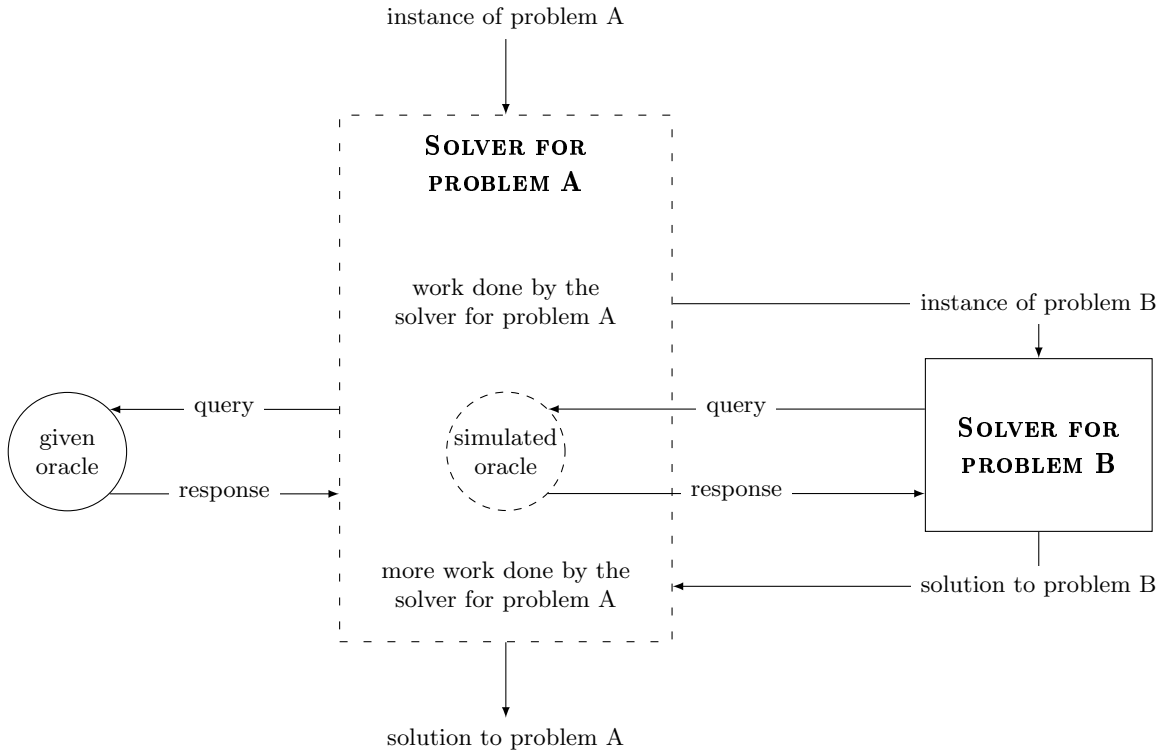 instance of problem A
SOLVER FOR
PROBLEM A
work done by the
solver for problem A
instance of problem B
query
query
given
oracle
simulated
oracle
SOLVER FOR
PROBLEM B
response
response
more work done by the
solver for problem A
solution to problem B
solution to problem A